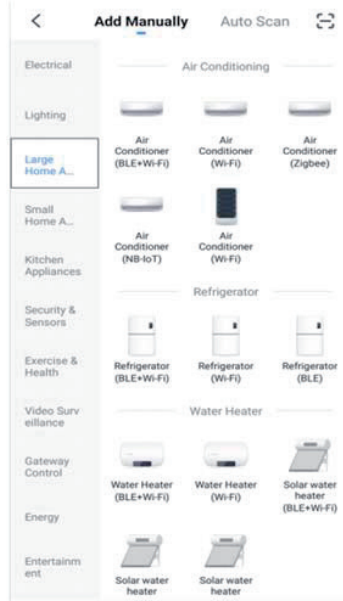 Add Manually
Auto Scan
Electrical
Lighting
Large
Home A...
Small
Home A...
Kitchen
Appliances
Security &
Sensors
Exercise &
Health
Video Surv
eillance
Gateway
Control
Energy
Entertainm
ent
Air Conditioning
Air
Conditioner
(BLE+Wi-Fi)
Air
Conditioner
(Wi-Fi)
Air
Conditioner
(Zigbee)
Air
Conditioner
(NB-IoT)
Air
Conditioner
(Wi-Fi)
Refrigerator
Refrigerator
(BLE+Wi-Fi)
Refrigerator
(Wi-Fi)
Refrigerator
(BLE)
Water Heater
Water Heater
(BLE+Wi-Fi)
Water Heater
(Wi-Fi)
Solar water
heater
(BLE+Wi-Fi)
Solar water
heater
Solar water
heater